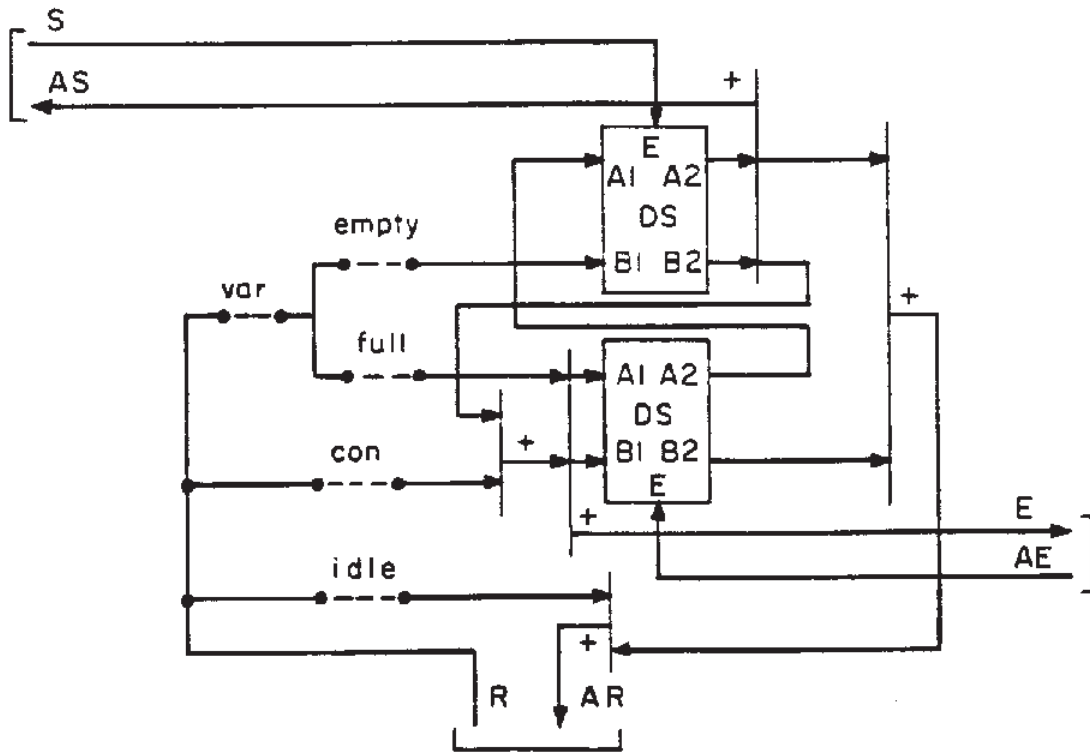 S
AS
+
E
A1 A2
DS
B1 B2
empty
var
full
+
A1 A2
DS
B1 B2
E
con
+
+
E
AE
idle
+
R
AR